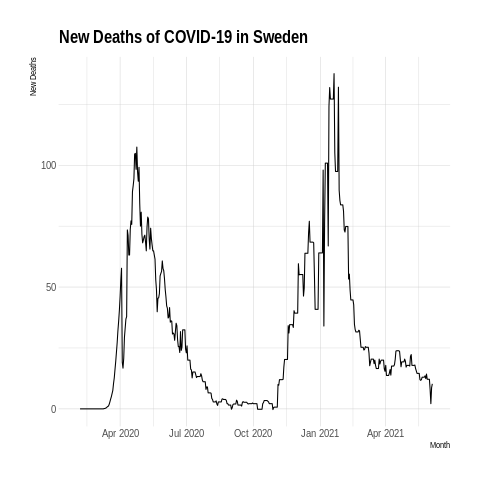 New Deaths of COVID-19 in Sweden
New Deaths
100
50
0
Apr 2020 Jul 2020 Oct 2020 Jan 2021 Apr 2021
Month